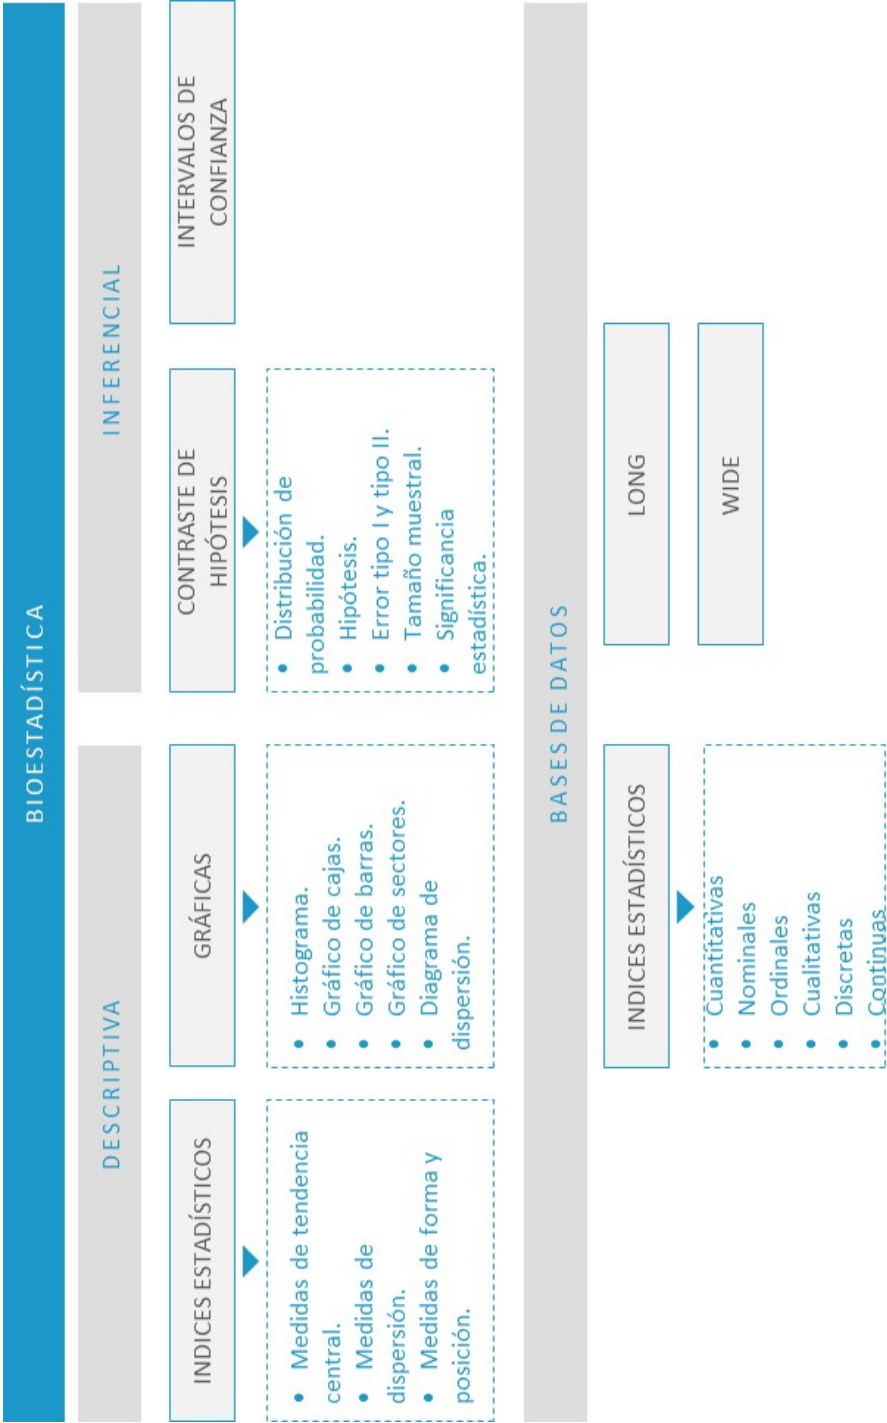 BIOESTADÍSTICA
DESCRIPTIVA
INFERENCIAL
INDICES ESTADÍSTICOS
• Medidas de tendencia
central.
• Medidas de
dispersión.
• Medidas de forma y
posición.
GRÁFICAS
• Histograma.
• Gráfico de cajas.
• Gráfico de barras.
• Gráfico de sectores.
• Diagrama de
dispersión.
CONTRASTE DE
HIPÓTESIS
• Distribución de
probabilidad.
• Hipótesis.
• Error tipo I y tipo II.
• Tamaño muestral.
• Significancia
estadística.
INTERVALOS DE
CONFIANZA
BASES DE DATOS
INDICES ESTADÍSTICOS
• Cuantitativas
• Nominales
• Ordinales
• Cualitativas
• Discretas
• Continuas
LONG
WIDE